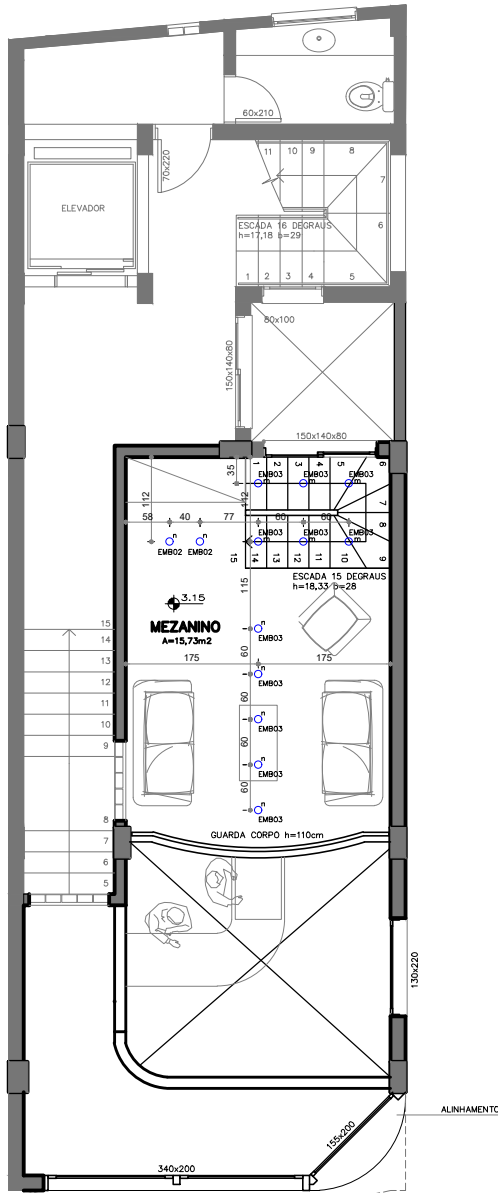 60x210
70x220
11 10 9 8
7
ELEVADOR
6
ESCADA 16 DEGRAUS
h=17,18 b=29
1 2 3 4 5
80x100
150x140x80
150x140x80
35
1 2 3 4 5 6
EMB03 EMB03 EMB03
112
112
7
58 40 77 60 60
8
EMB02 EMB02
EMB03 EMB03 EMB03
15 14 13 12 11 10 9
ESCADA 15 DEGRAUS
h=18,33 b=28
115
3.15
MEZANINO
A=15,73m2
n
EMB03
15
14
60
13
175 175
n
EMB03
12
60
11
n
EMB03
10
60
9
n
EMB03
60
n
EMB03
8
GUARDA CORPO h=110cm
7
6
5
130x220
ALINHAMENTO
155x200
340x200